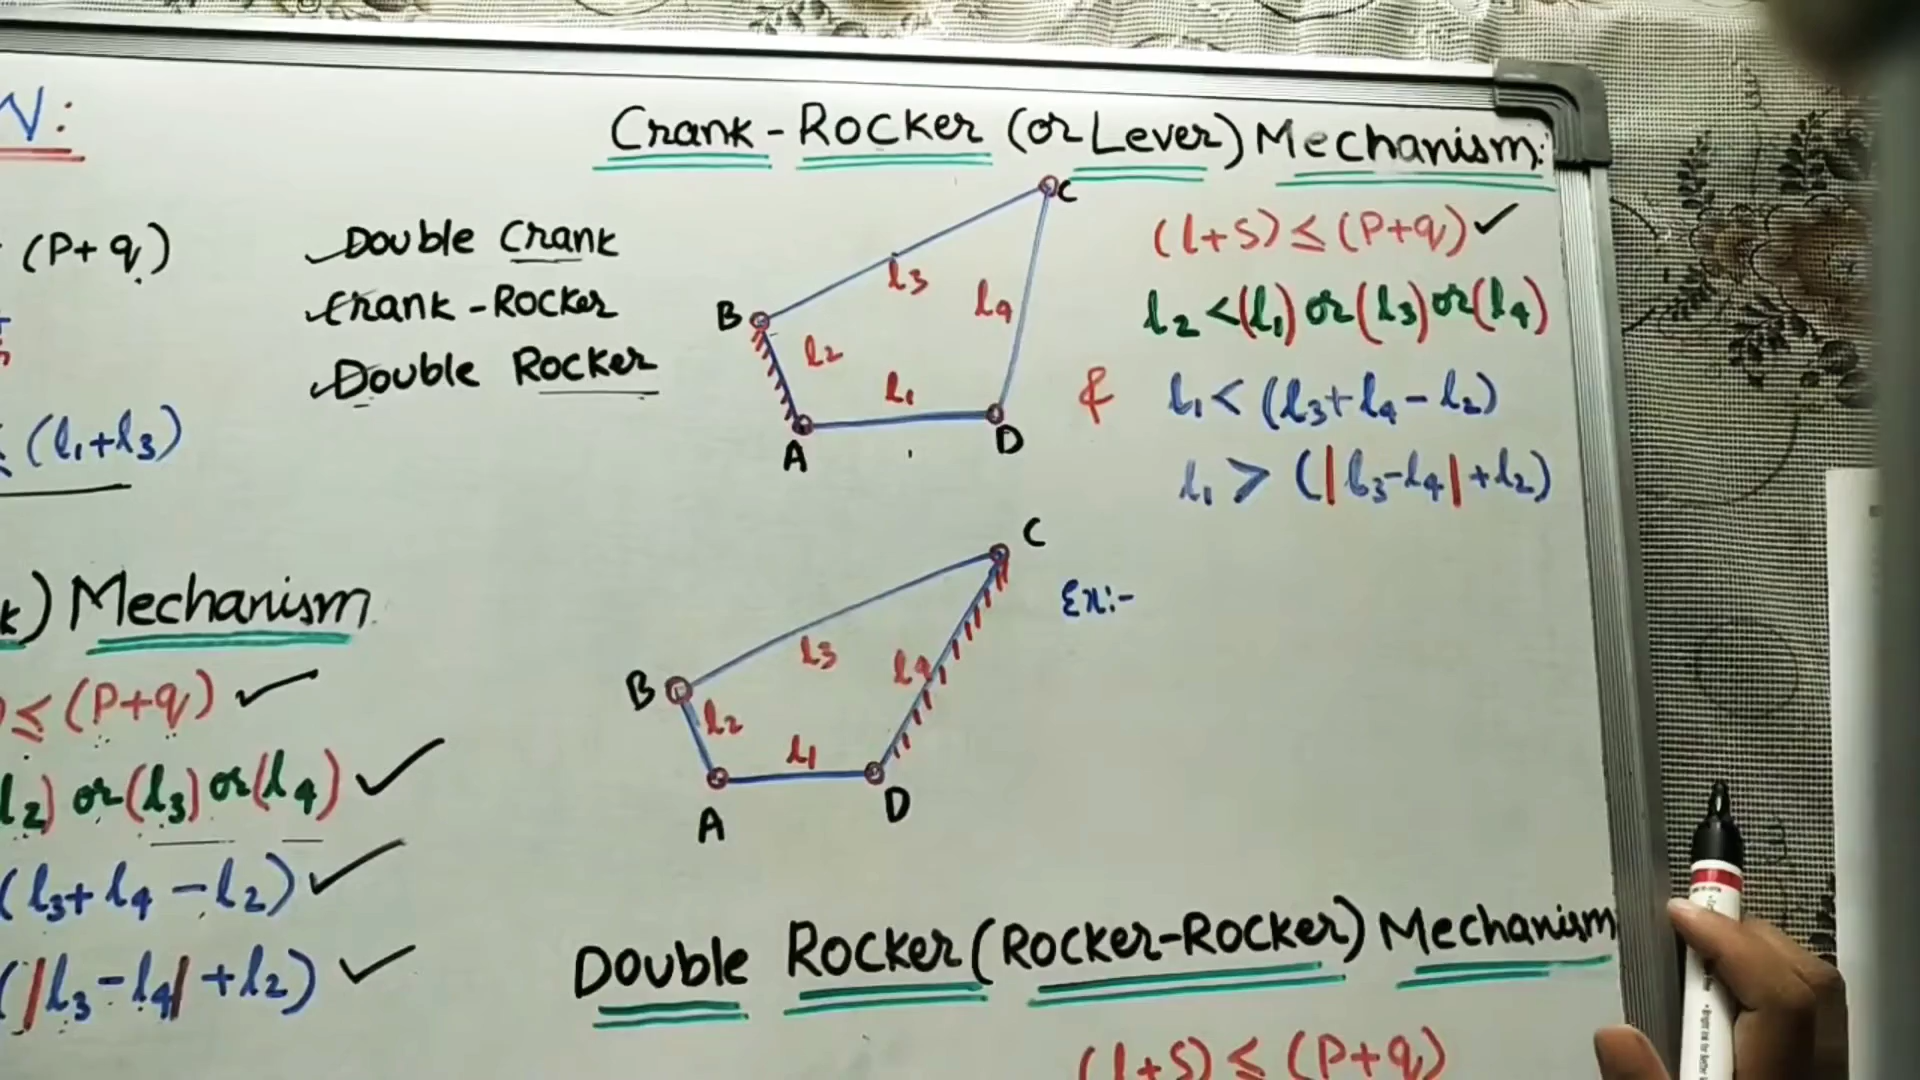 N:
(P+q)
(l1+l3)
Double Crank
Crank-Rocker
Double Rocker
k) Mechanism
≤ (P+q) ✓
l2) or (l3) or (l4) ✓
(l3+l4-l2) ✓
(|l3-l4|+l2) ✓
Crank-Rocker (or Lever) Mechanism:
C
B
l3
l4
l2
l1
A
D
(l+s) ≤ (P+q) ✓
l2 < (l1) or (l3) or (l4)
& l1 < (l3+l4-l2)
l1 > (|l3-l4|+l2)
C
B
l3
l4
l2
l1
A
D
Ex:-
Double Rocker (Rocker-Rocker) Mechanism
(l+s) ≤ (P+q)